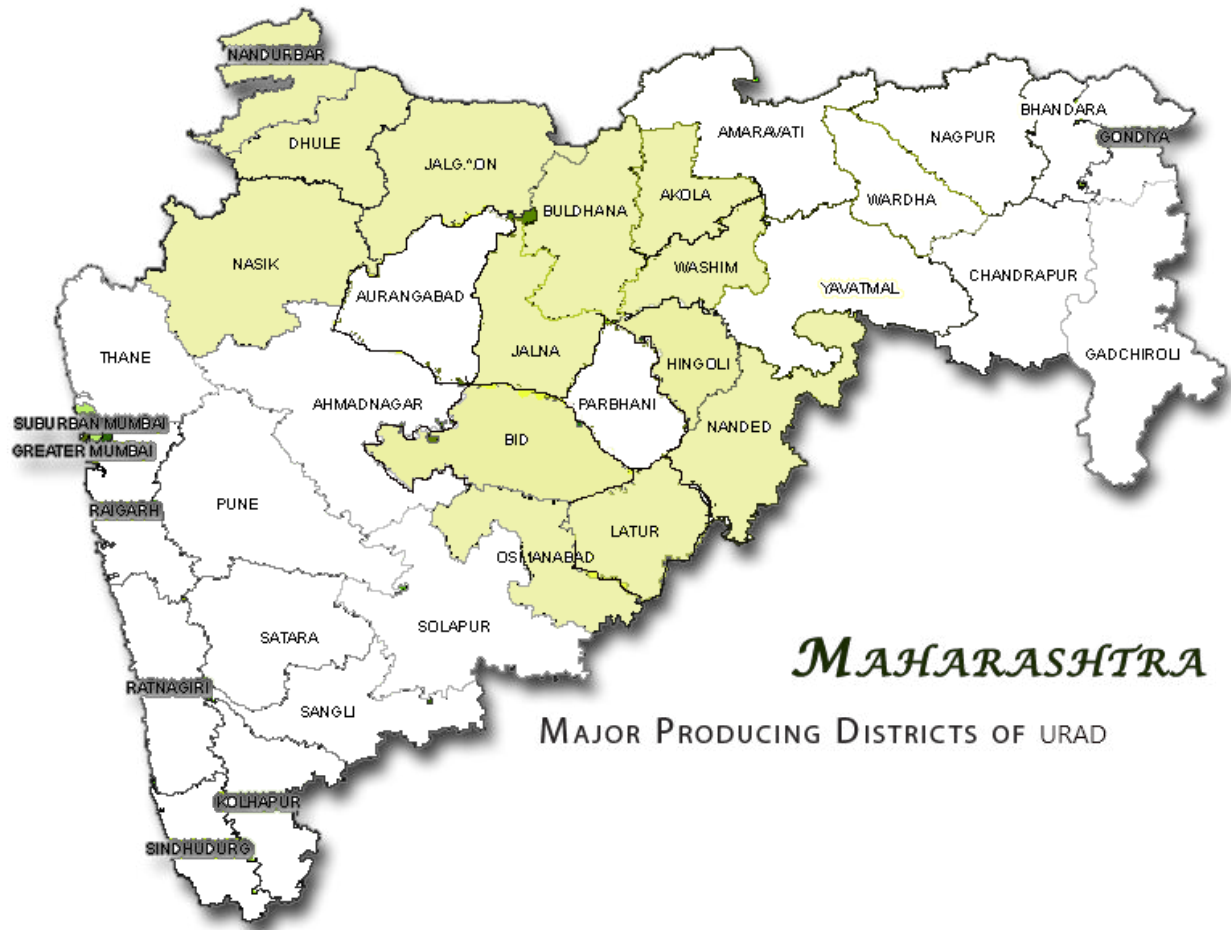 NANDURBAR
DHULE
JALG.^ON
BULDHANA
AKOLA
AMARAVATI
NAGPUR
BHANDARA
GONDIYA
WARDHA
NASIK
WASHIM
AURANGABAD
YAVATMAL
CHANDRAPUR
THANE
JALNA
HINGOLI
GADCHIROLI
AHMADNAGAR
PARBHANI
SUBURBAN MUMBAI
NANDED
GREATER MUMBAI
BID
PUNE
RAIGARH
LATUR
OSMANABAD
SATARA
SOLAPUR
MAHARASHTRA
RATNAGIRI
SANGLI
MAJOR PRODUCING DISTRICTS OF URAD
KOLHAPUR
SINDHUDURG